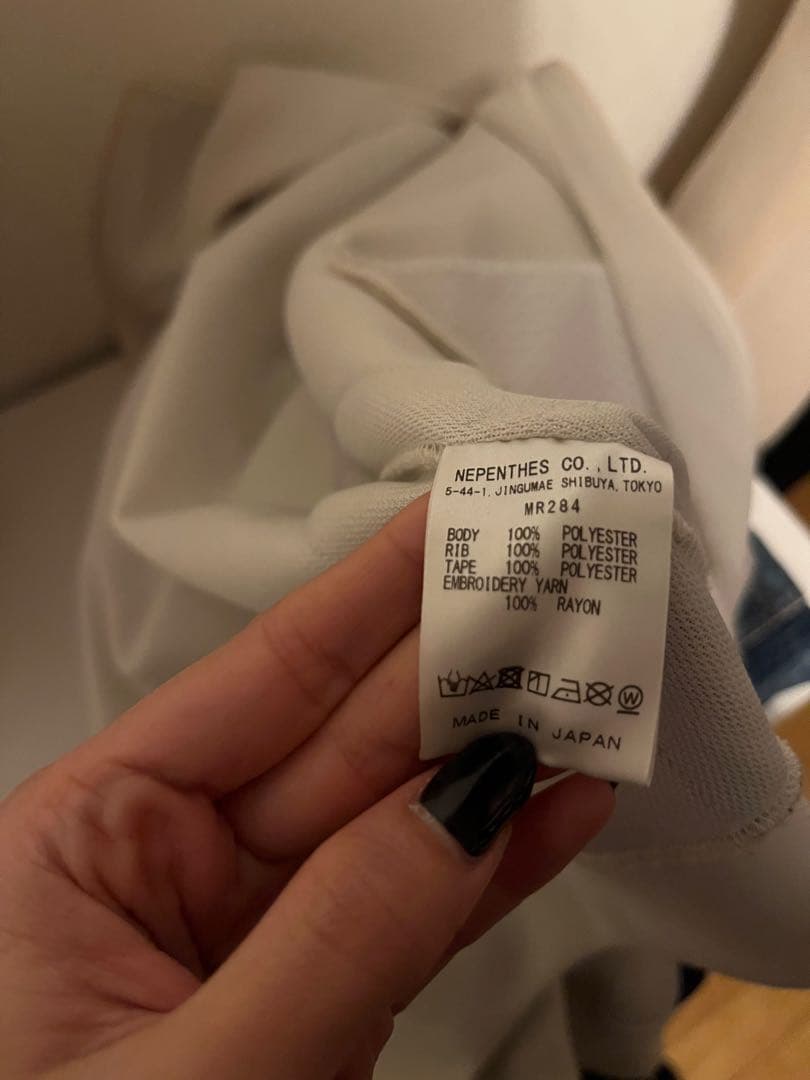 NEPENTHES CO.,LTD.
5-44-1, JINGUMAE SHIBUYA, TOKYO
MR284
BODY 100% POLYESTER
RIB 100% POLYESTER
TAPE 100% POLYESTER
EMBROIDERY YARN
100% RAYON
W
MADE IN JAPAN